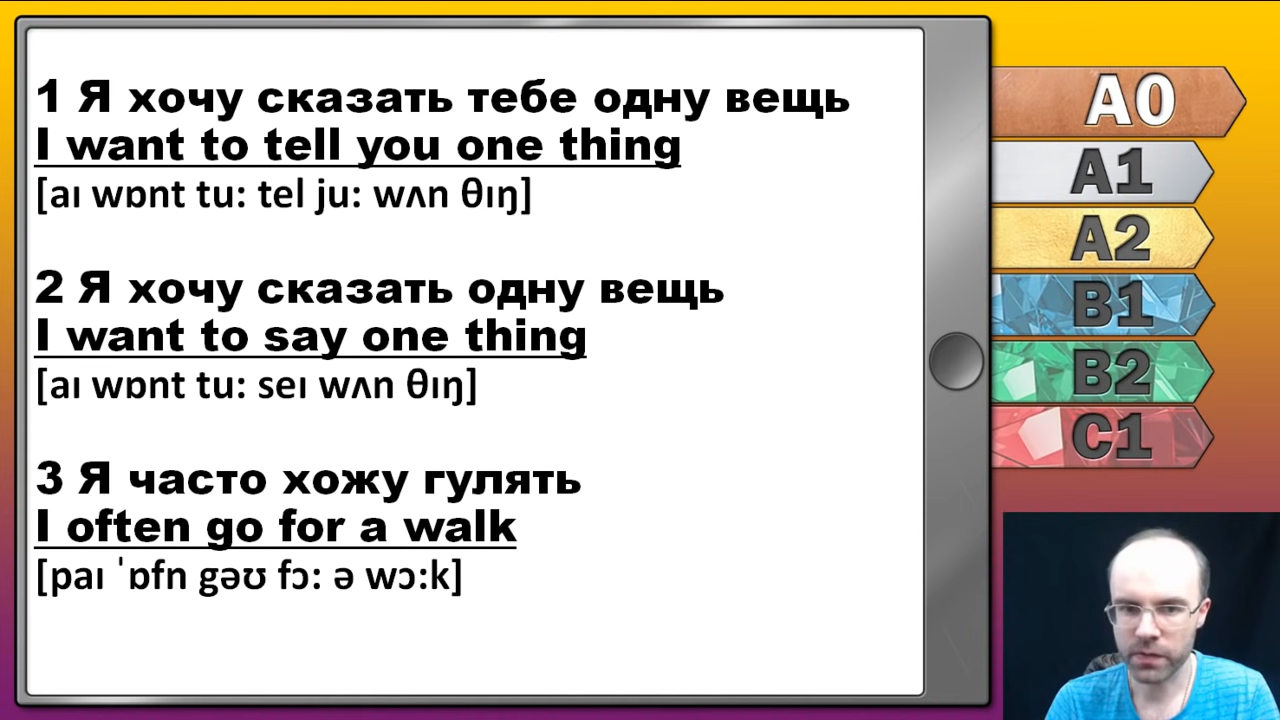 1 Я хочу сказать тебе одну вещь
I want to tell you one thing
[aɪ wɒnt tu: tel ju: wʌn θɪŋ]
2 Я хочу сказать одну вещь
I want to say one thing
[aɪ wɒnt tu: seɪ wʌn θɪŋ]
3 Я часто хожу гулять
I often go for a walk
[paɪ ˈɒfn gəʊ fɔ: ə wɔ:k]
A0
A1
A2
B1
B2
C1